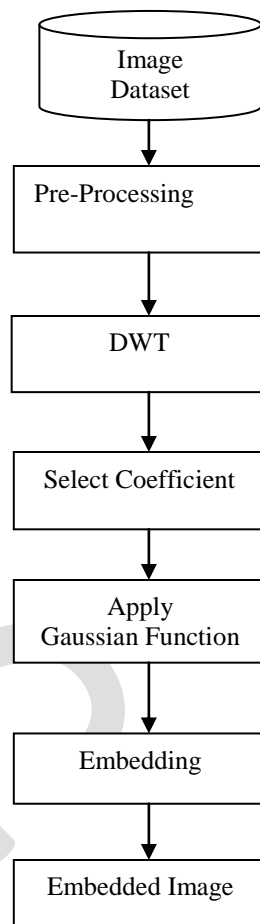 Image
Dataset
Pre-Processing
DWT
Select Coefficient
Apply
Gaussian Function
Embedding
Embedded Image